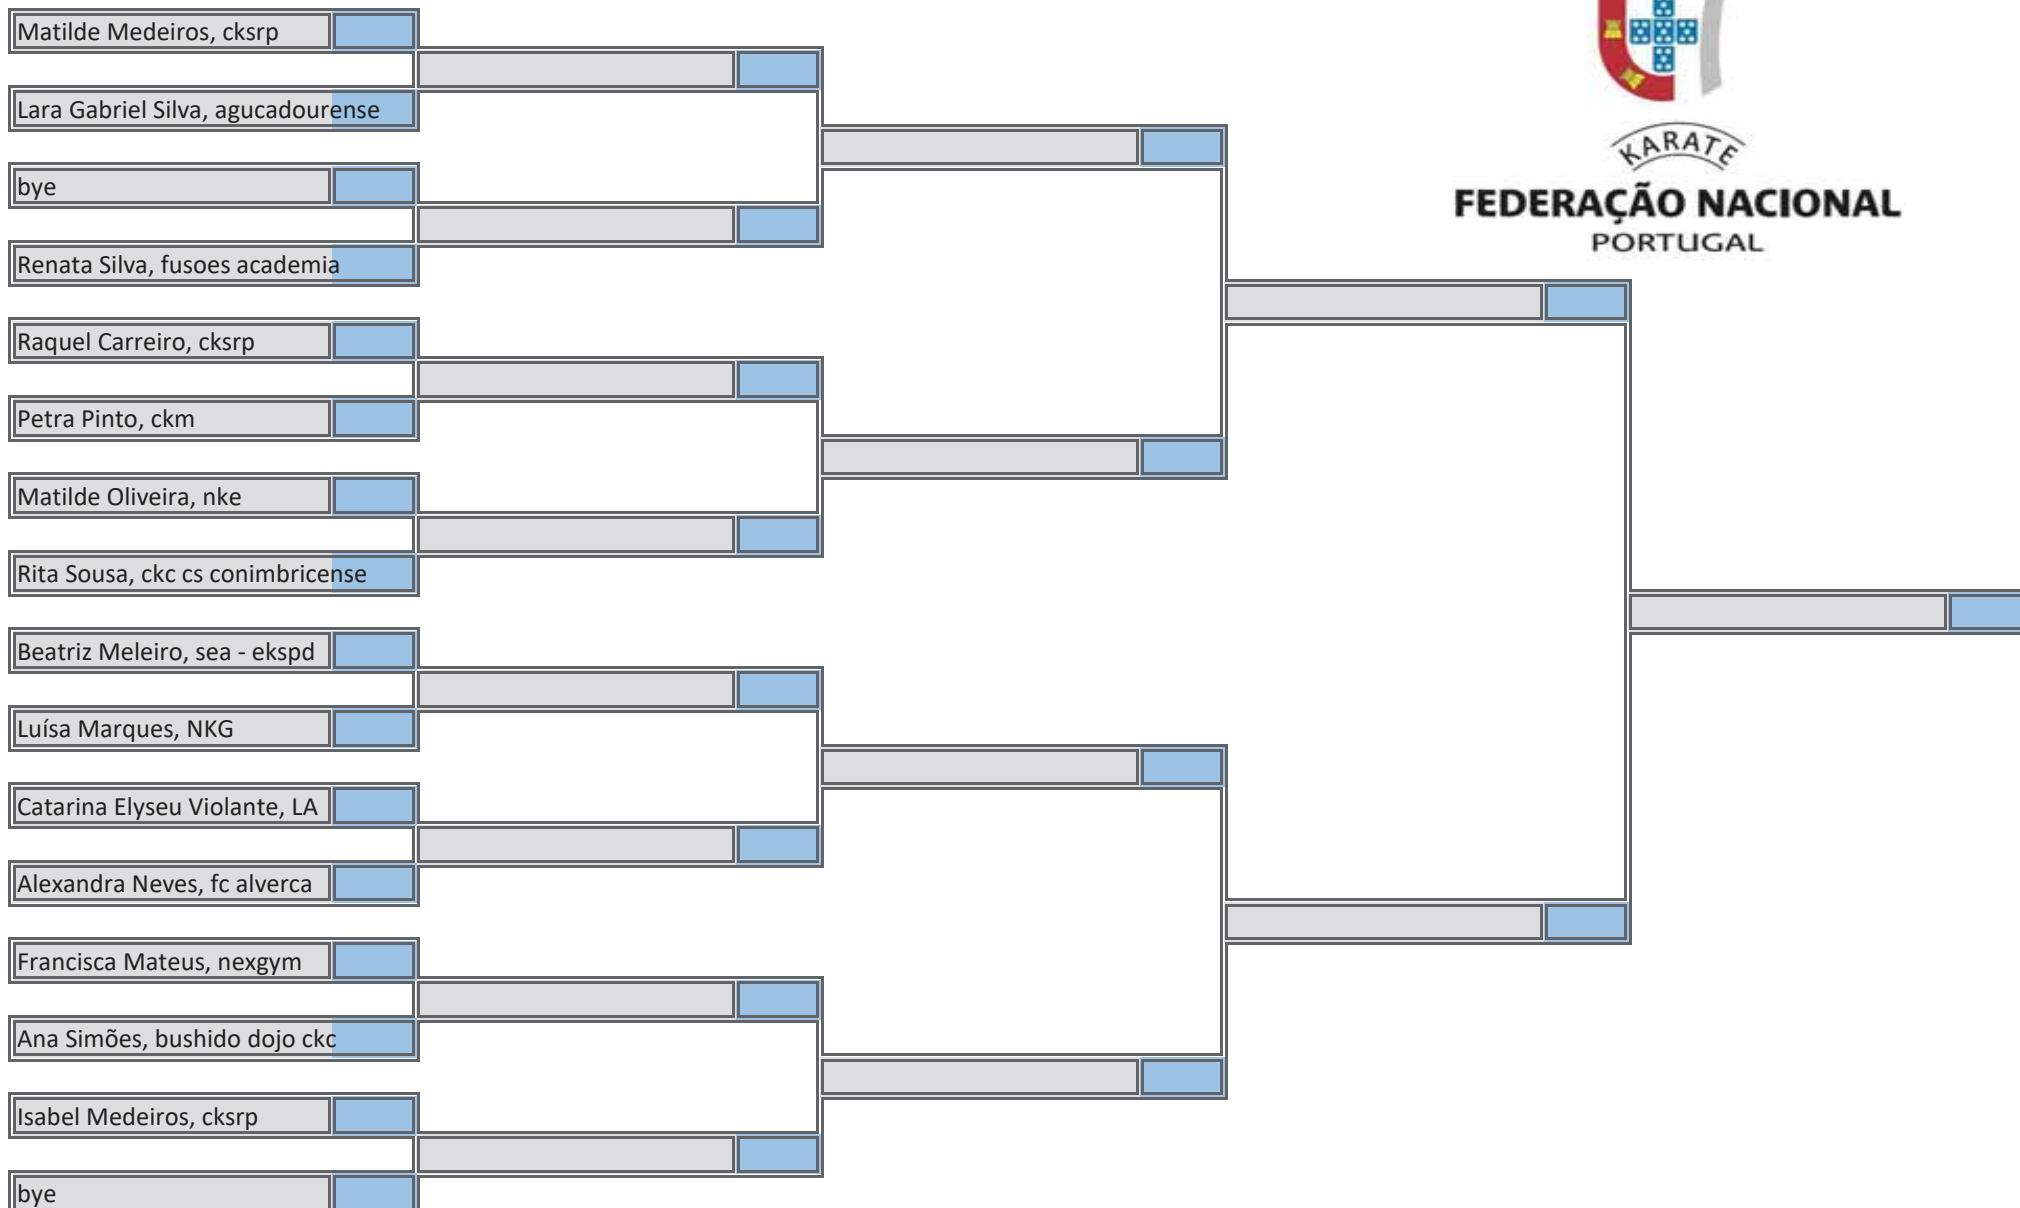 Matilde Medeiros, cksrp
Lara Gabriel Silva, agucadourense
bye
Renata Silva, fusoes academia
Raquel Carreiro, cksrp
Petra Pinto, ckm
Matilde Oliveira, nke
Rita Sousa, ckc cs conimbricense
Beatriz Meleiro, sea - ekspd
Luísa Marques, NKG
Catarina Elyseu Violante, LA
Alexandra Neves, fc alverca
Francisca Mateus, nexgym
Ana Simões, bushido dojo ckc
Isabel Medeiros, cksrp
bye
KARATE
FEDERAÇÃO NACIONAL
PORTUGAL